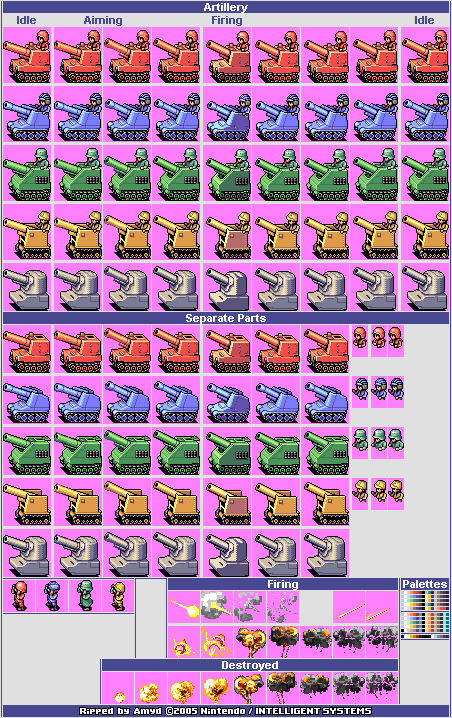 Artillery
Idle Aiming Firing Idle
Separate Parts
Firing Palettes
Destroyed
Ripped by Amyd ©2005 Nintendo / INTELLIGENT SYSTEMS